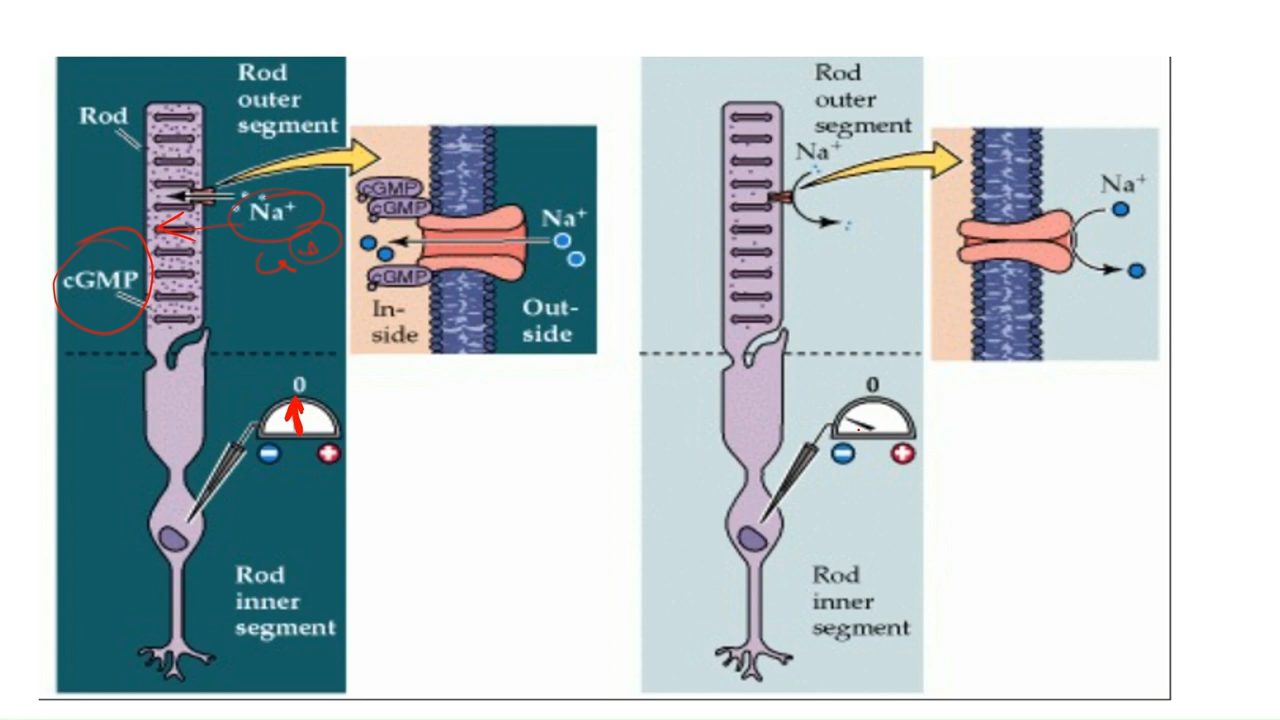 Rod
outer
segment
Rod
Na+
cGMP
0
Rod
inner
segment
cGMP
cGMP
Na+
cGMP
In-
side
Out-
side
Rod
outer
segment
Na+
0
Rod
inner
segment
Na+